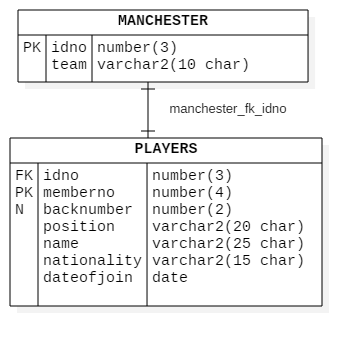 MANCHESTER
PK idno number(3)
team varchar2(10 char)
manchester_fk_idno
PLAYERS
FK idno number(3)
PK memberno number(4)
N backnumber number(2)
position varchar2(20 char)
name varchar2(25 char)
nationality varchar2(15 char)
dateofjoin date